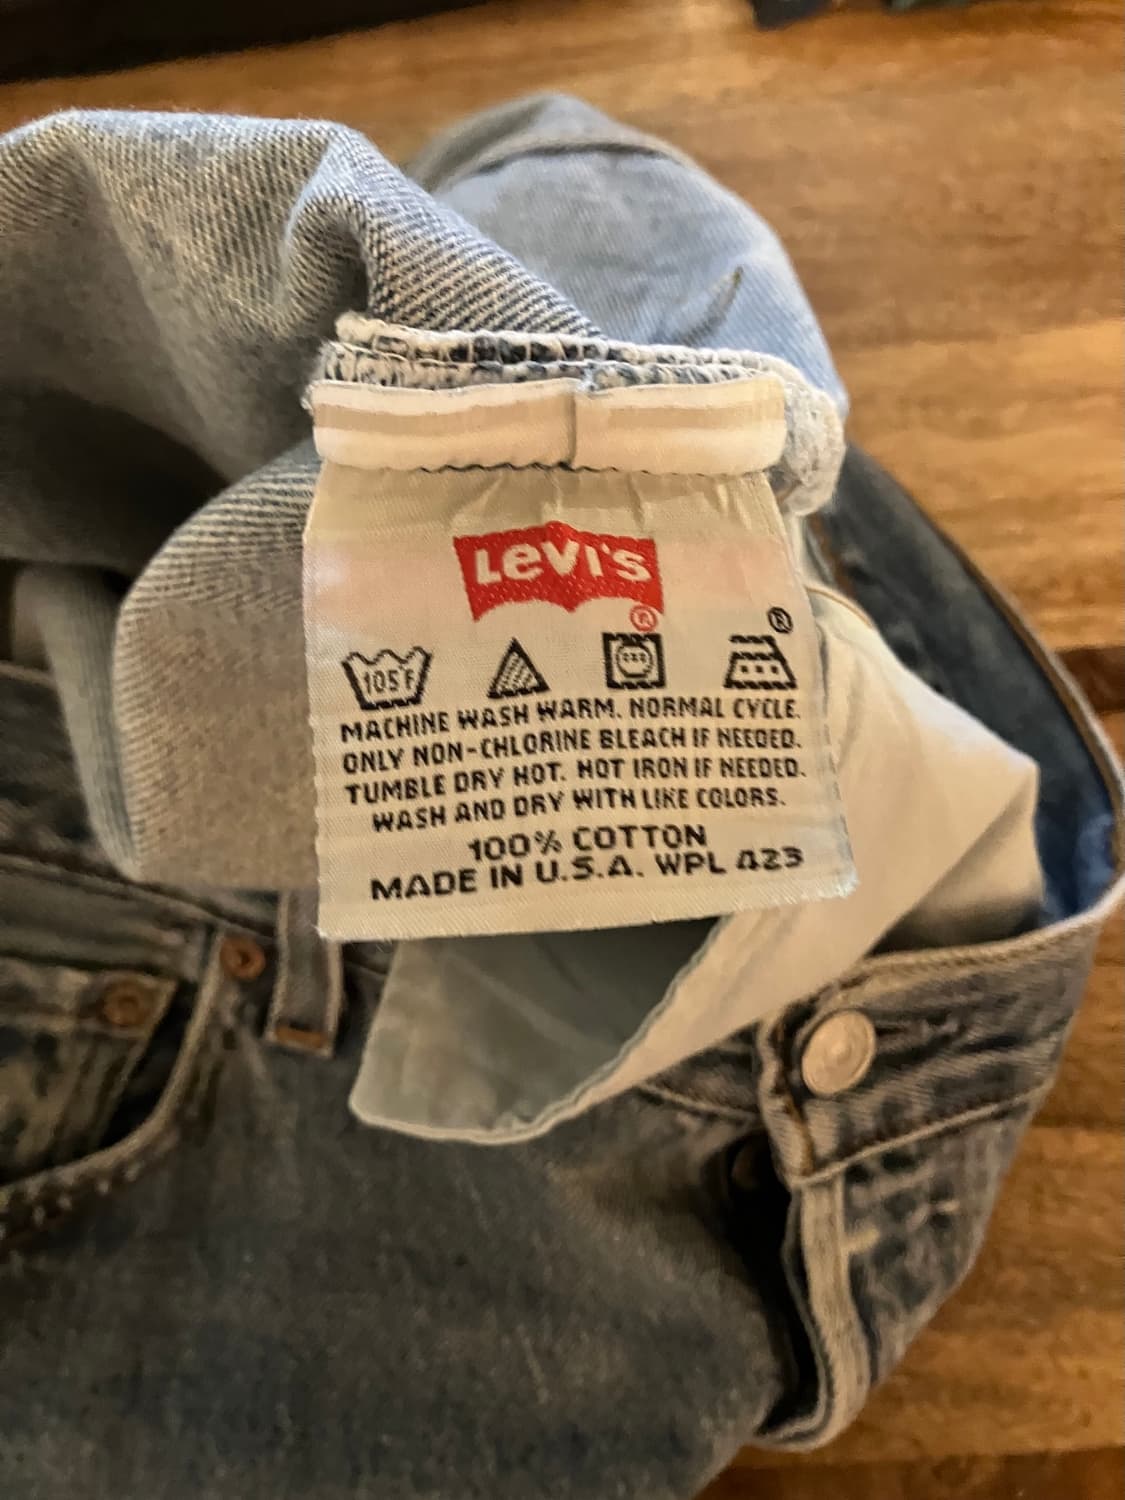 LEVI'S
®
®
105°F
MACHINE WASH WARM. NORMAL CYCLE.
ONLY NON-CHLORINE BLEACH IF NEEDED.
TUMBLE DRY HOT. HOT IRON IF NEEDED.
WASH AND DRY WITH LIKE COLORS.
100% COTTON
MADE IN U.S.A. WPL 423